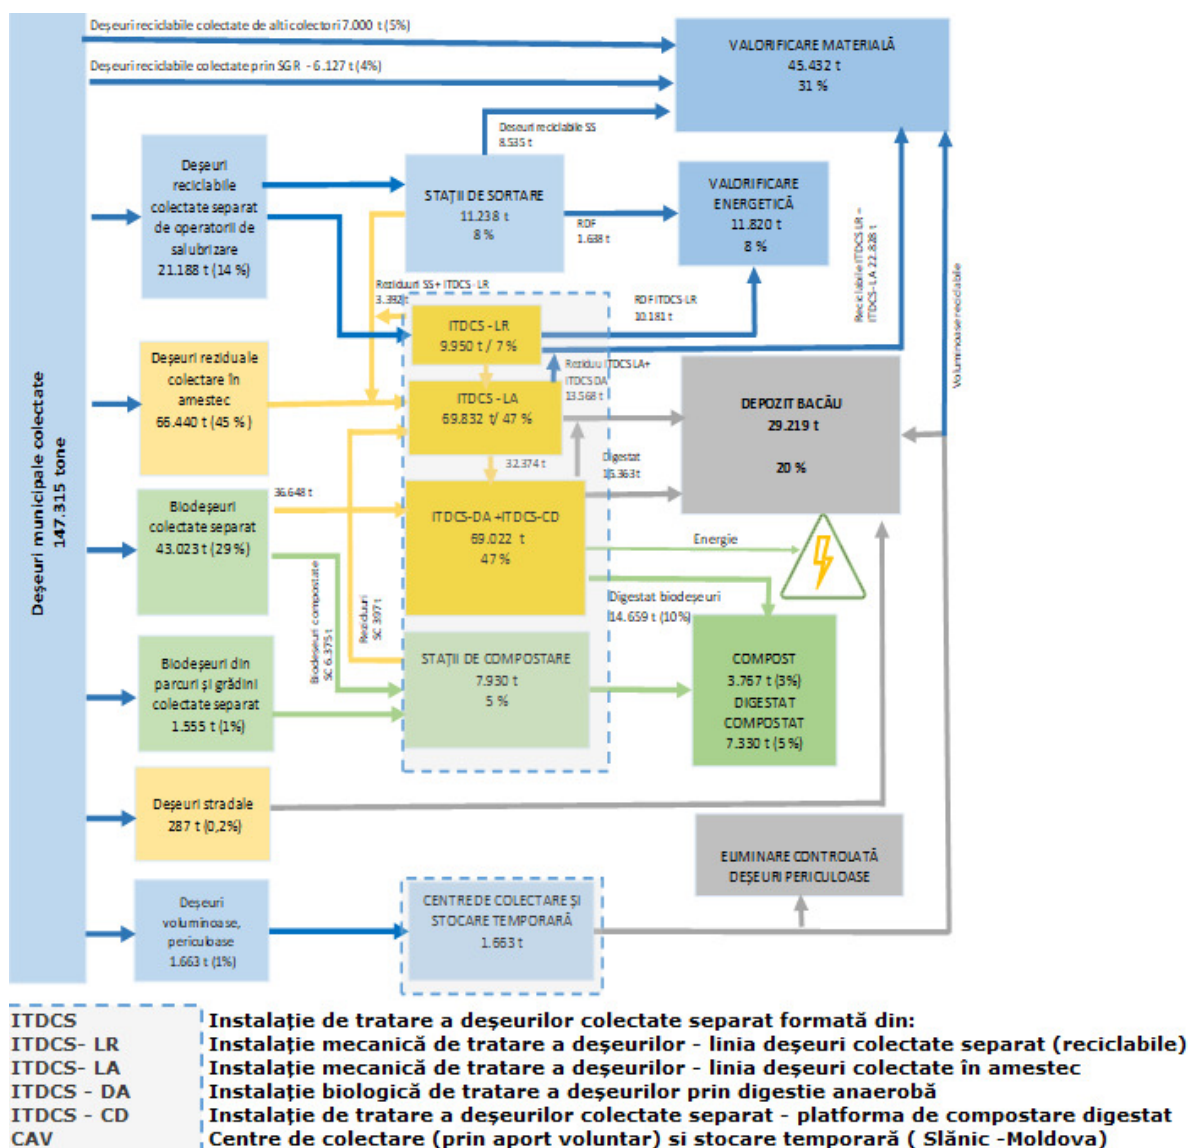 Deșeuri municipale colectate
147.315 tone
Deșeuri reciclabile colectate de alti colectori 7.000 t (5%)
Deșeuri reciclabile colectate prin SGR - 6.127 t (4%)
VALORIFICARE MATERIALĂ
45.432 t
31 %
Deseuri reciclabile SS
8.535 t
Deșeuri
reciclabile
colectate separat
de operatorii de
salubrizare
21.188 t (14 %)
STAȚII DE SORTARE
11.238 t
8 %
RDF
1.638 t
VALORIFICARE
ENERGETICĂ
11.820 t
8 %
Reciclabile ITDCS LR –
ITDCS-LA 22.828 t
Voluminoase reciclabile
Reziduuri SS+ ITDCS-LR
3.392 t
RDF ITDCS-LR
10.181 t
ITDCS - LR
9.950 t / 7 %
Deșeuri reziduale
colectare în
amestec
66.440 t (45 %)
Reziduu ITDCS LA+
ITDCS DA
13.568 t
ITDCS - LA
69.832 t/ 47 %
DEPOZIT BACĂU
29.219 t
20 %
32.374 t
Digestat
15.363 t
36.648 t
Biodeșeuri
colectate separat
43.023 t (29 %)
ITDCS-DA +ITDCS-CD
69.022 t
47 %
Energie
Digestat biodeșeuri
14.659 t (10%)
Biodeșeuri compostate
SC 6.375 t
Reziduuri
SC 397 t
Biodeșeuri din
parcuri și grădini
colectate separat
1.555 t (1%)
STAȚII DE COMPOSTARE
7.930 t
5 %
COMPOST
3.767 t (3%)
DIGESTAT
COMPOSTAT
7.330 t (5 %)
Deșeuri stradale
287 t (0,2%)
ELIMINARE CONTROLATĂ
DEȘEURI PERICULOASE
Deșeuri
voluminoase,
periculoase
1.663 t (1%)
CENTRE DE COLECTARE ȘI
STOCARE TEMPORARĂ
1.663 t
ITDCS Instalație de tratare a deșeurilor colectate separat formată din:
ITDCS- LR Instalație mecanică de tratare a deșeurilor - linia deșeuri colectate separat (reciclabile)
ITDCS- LA Instalație mecanică de tratare a deșeurilor - linia deșeuri colectate în amestec
ITDCS - DA Instalație biologică de tratare a deșeurilor prin digestie anaerobă
ITDCS - CD Instalație de tratare a deșeurilor colectate separat - platforma de compostare digestat
CAV Centre de colectare (prin aport voluntar) si stocare temporară ( Slănic -Moldova)